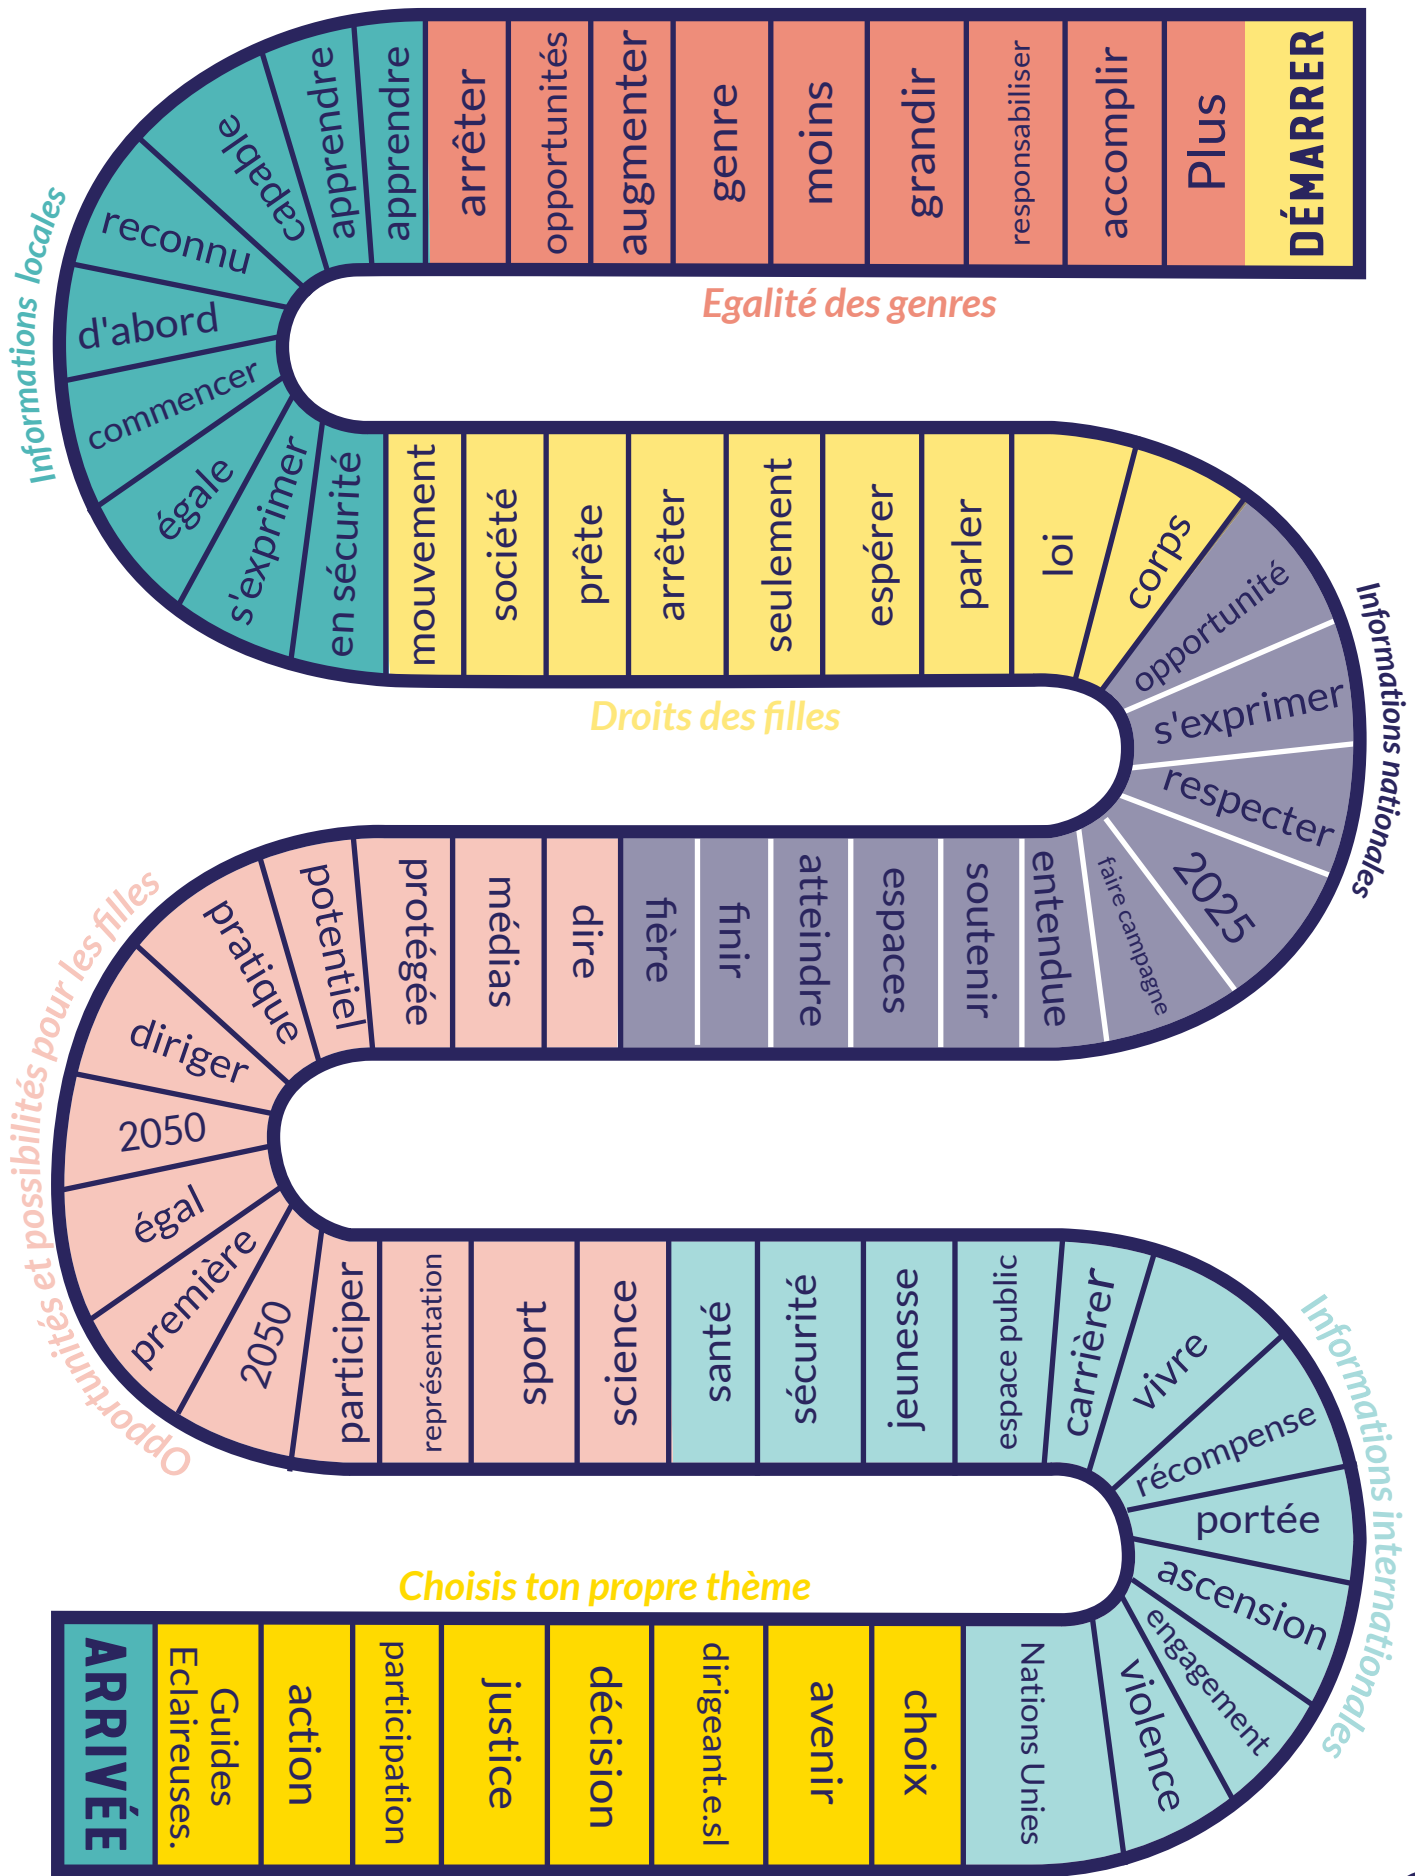 DÉMARRER
Plus
accomplir
responsabiliser
grandir
moins
genre
augmenter
opportunités
arrêter
Egalité des genres
apprendre
apprendre
capable
reconnu
d'abord
commencer
égale
s'exprimer
en sécurité
Informations locales
mouvement
société
prête
arrêter
seulement
espérer
parler
loi
corps
Droits des filles
opportunité
s'exprimer
respecter
2025
faire campagne
entendue
soutenir
espaces
atteindre
finir
fière
Informations nationales
dire
médias
protégée
potentiel
pratique
diriger
2050
égal
première
2050
participer
représentation
sport
science
Opportunités et possibilités pour les filles
santé
sécurité
jeunesse
espace public
carrièrer
vivre
récompense
portée
ascension
engagement
violence
Nations Unies
Informations internationales
Choisis ton propre thème
choix
avenir
dirigeant.e.sl
décision
justice
participation
action
Guides
Eclaireuses.
ARRIVÉE